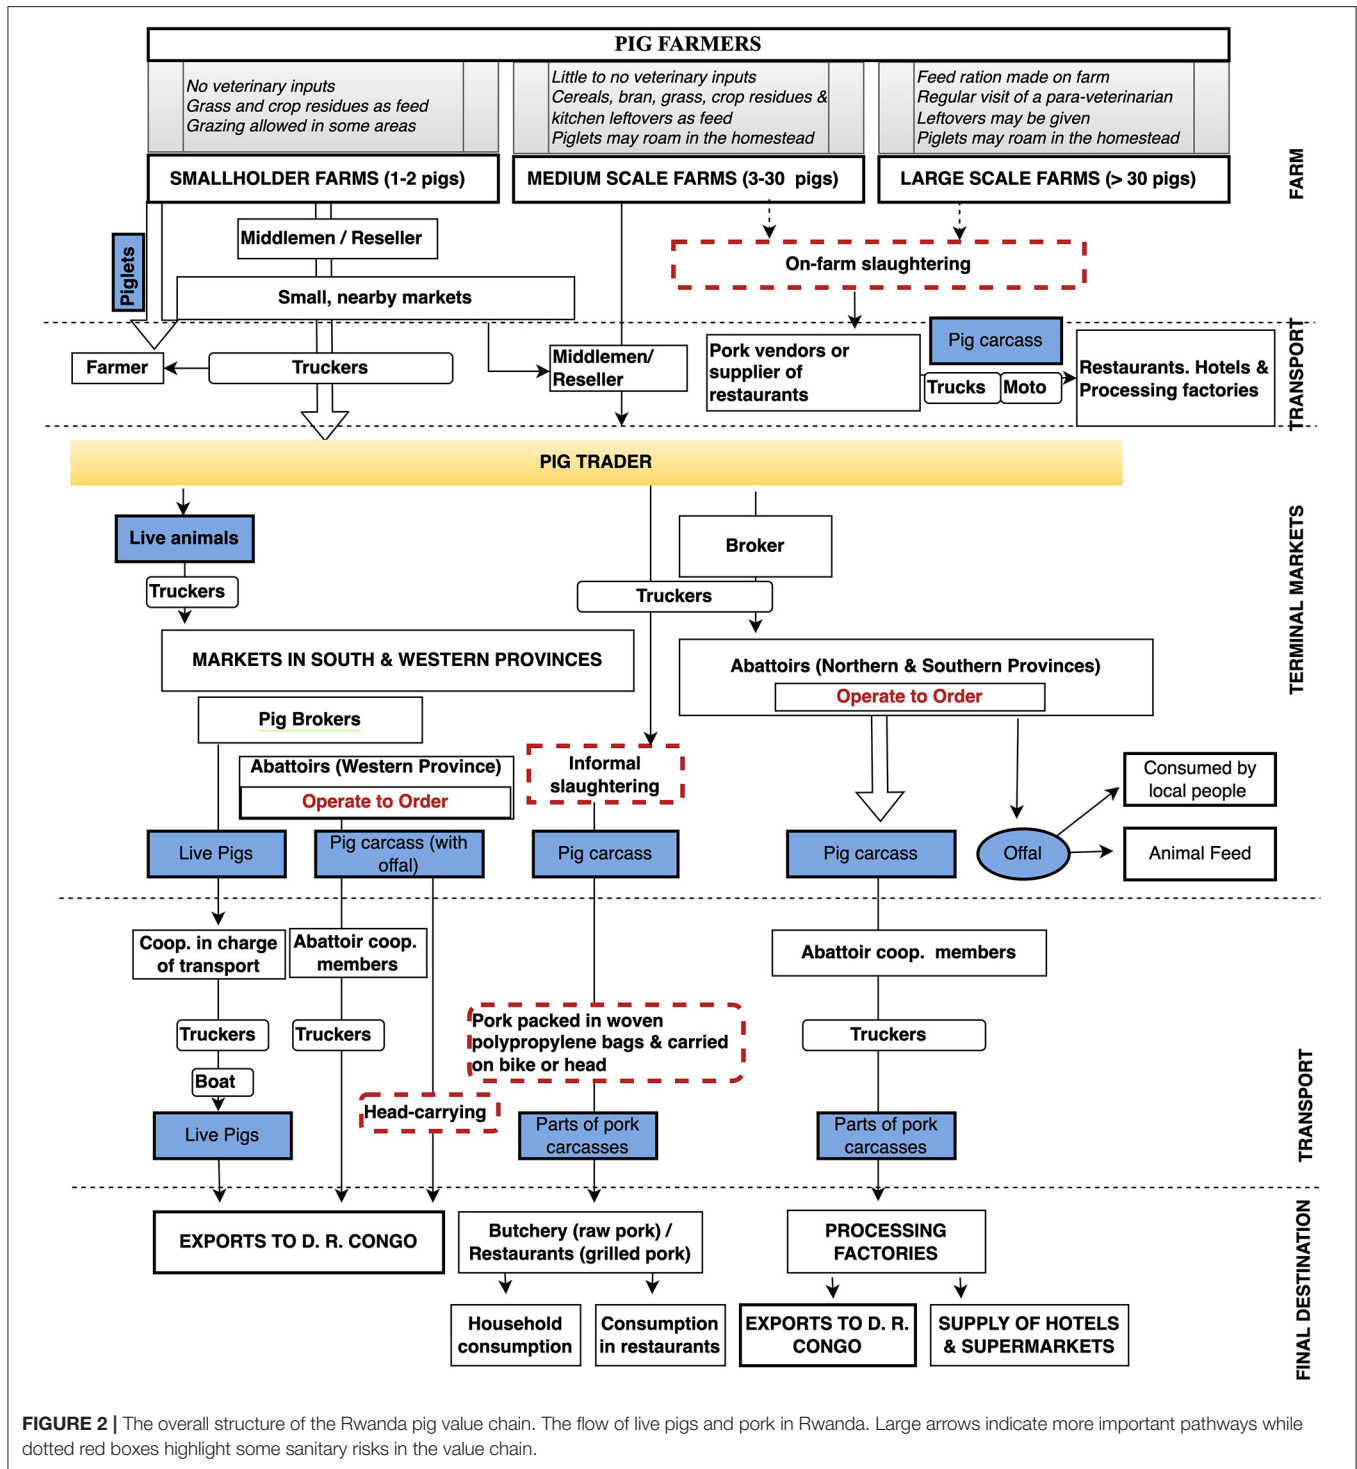 PIG FARMERS
No veterinary inputs
Grass and crop residues as feed
Grazing allowed in some areas
Little to no veterinary inputs
Cereals, bran, grass, crop residues &
kitchen leftovers as feed
Piglets may roam in the homestead
Feed ration made on farm
Regular visit of a para-veterinarian
Leftovers may be given
Piglets may roam in the homestead
SMALLHOLDER FARMS (1-2 pigs)
MEDIUM SCALE FARMS (3-30 pigs)
LARGE SCALE FARMS (> 30 pigs)
FARM
Piglets
Middlemen / Reseller
Small, nearby markets
On-farm slaughtering
Farmer
Truckers
Middlemen/
Reseller
Pork vendors or
supplier of
restaurants
Pig carcass
Trucks
Moto
Restaurants. Hotels &
Processing factories
TRANSPORT
PIG TRADER
Live animals
Truckers
Broker
Truckers
TERMINAL MARKETS
MARKETS IN SOUTH & WESTERN PROVINCES
Abattoirs (Northern & Southern Provinces)
Operate to Order
Pig Brokers
Abattoirs (Western Province)
Operate to Order
Informal
slaughtering
Consumed by
local people
Live Pigs
Pig carcass (with
offal)
Pig carcass
Pig carcass
Offal
Animal Feed
Coop. in charge
of transport
Abattoir coop.
members
Abattoir coop. members
Truckers
Truckers
Pork packed in woven
polypropylene bags & carried
on bike or head
Truckers
Boat
Head-carrying
Live Pigs
Parts of pork
carcasses
Parts of pork
carcasses
TRANSPORT
EXPORTS TO D. R. CONGO
Butchery (raw pork) /
Restaurants (grilled pork)
PROCESSING
FACTORIES
Household
consumption
Consumption
in restaurants
EXPORTS TO D. R.
CONGO
SUPPLY OF HOTELS
& SUPERMARKETS
FINAL DESTINATION
FIGURE 2 | The overall structure of the Rwanda pig value chain. The flow of live pigs and pork in Rwanda. Large arrows indicate more important pathways while
dotted red boxes highlight some sanitary risks in the value chain.